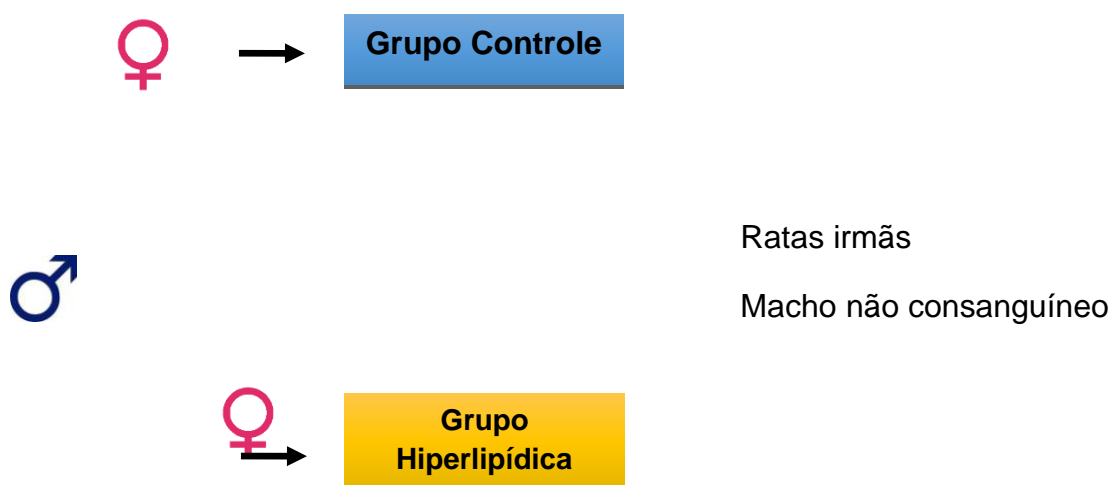 Grupo Controle
Ratas irmãs
Macho não consanguíneo
Grupo
Hiperlipídica